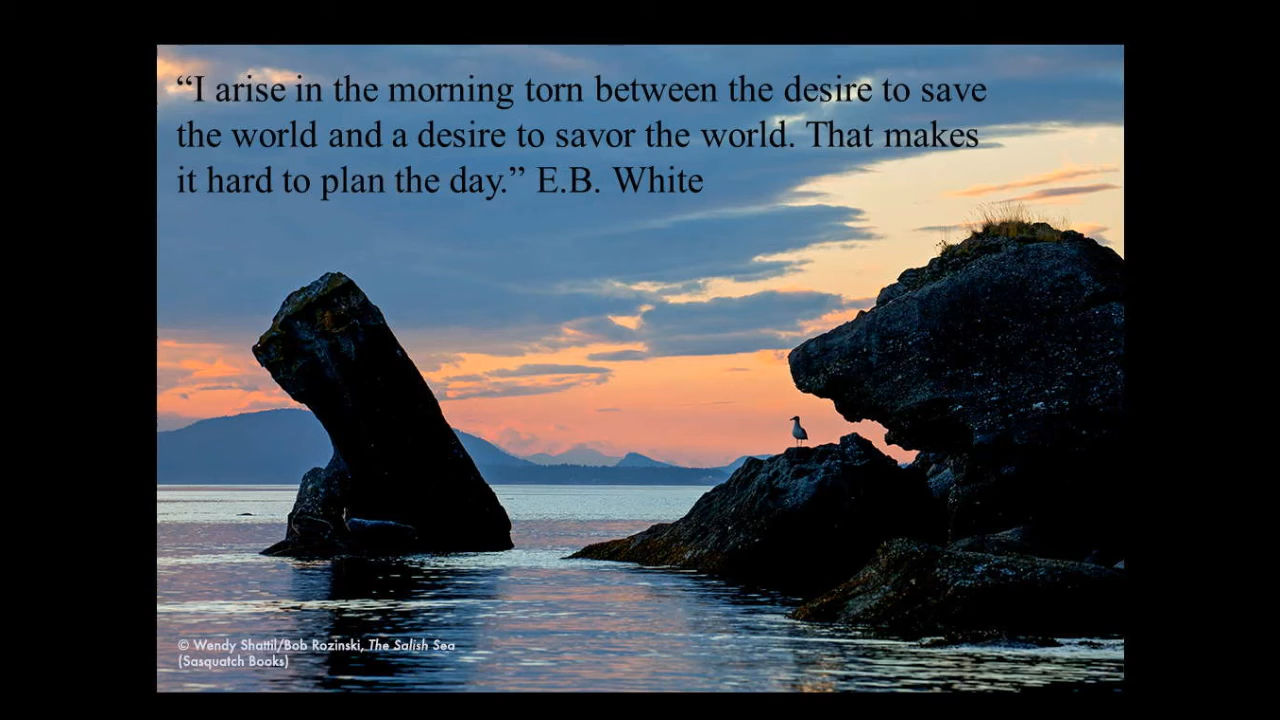 “I arise in the morning torn between the desire to save
the world and a desire to savor the world. That makes
it hard to plan the day.” E.B. White
© Wendy Shattil/Bob Rozinski, The Salish Sea
(Sasquatch Books)